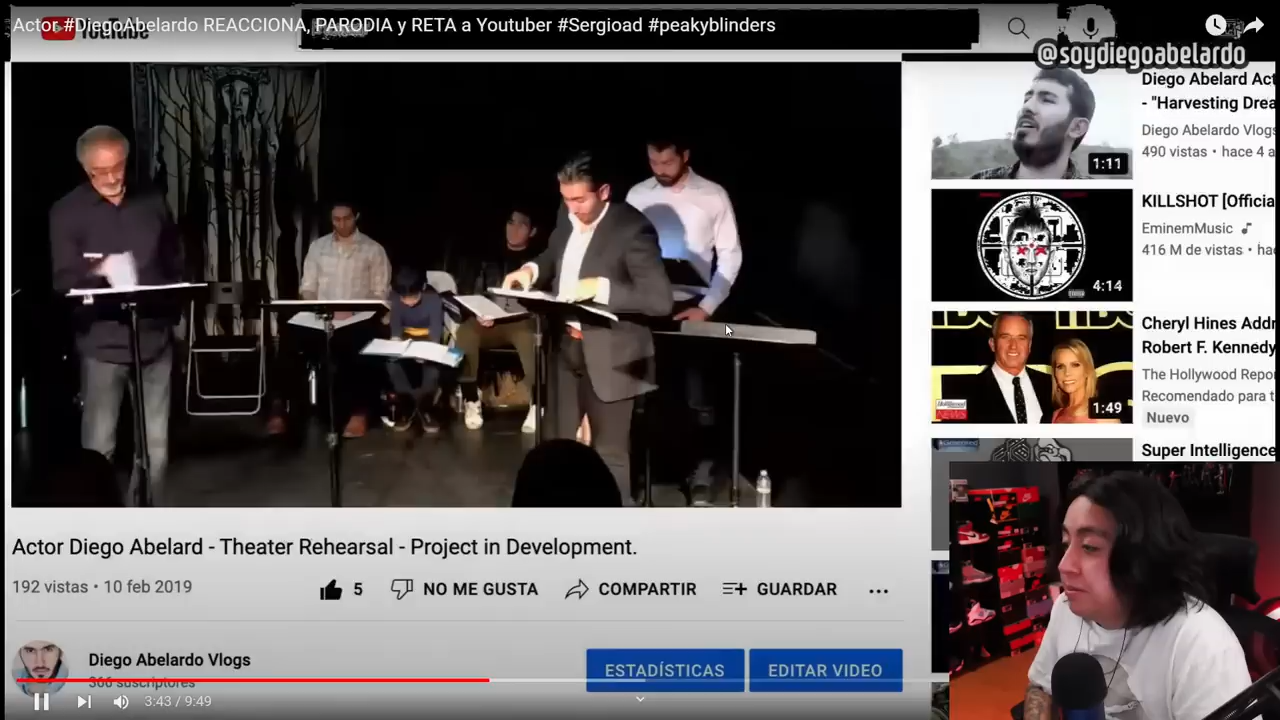 Actor #DiegoAbelardo REACCIONA, PARODIA y RETA a Youtuber #Sergioad #peakyblinders
YouTube
@soydiegoabelardo
Diego Abelard Act
- "Harvesting Drea
Diego Abelardo Vlogs
490 vistas • hace 4 a
1:11
KILLSHOT [Officia
EminemMusic
416 M de vistas • hac
4:14
Cheryl Hines Addr
Robert F. Kennedy
The Hollywood Repor
Recomendado para t
Nuevo
1:49
Super Intelligence
Actor Diego Abelard - Theater Rehearsal - Project in Development.
192 vistas • 10 feb 2019
5
NO ME GUSTA
COMPARTIR
GUARDAR
Diego Abelardo Vlogs
366 suscriptores
ESTADÍSTICAS
EDITAR VIDEO
3:43 / 9:49